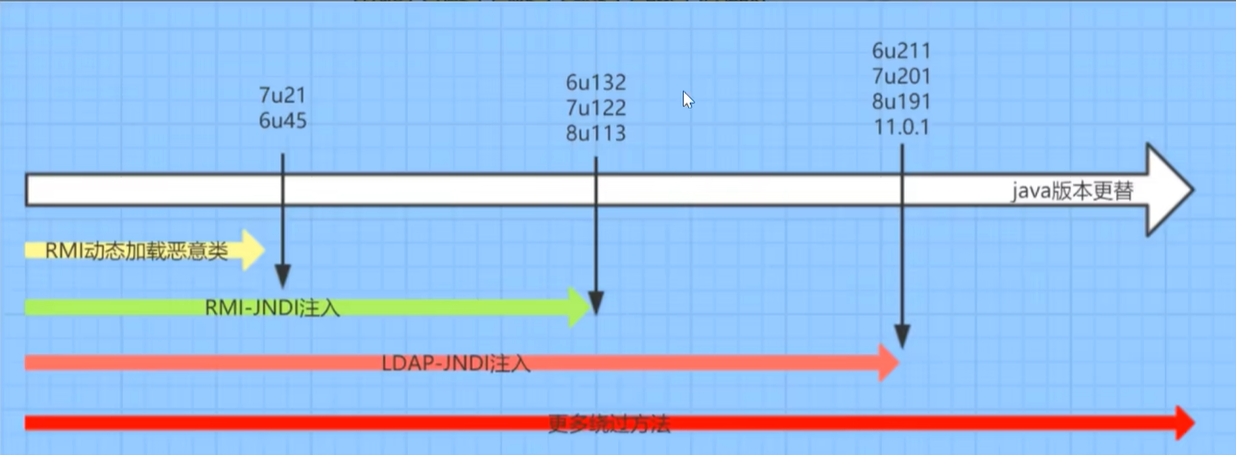 7u21
6u45
6u132
7u122
8u113
6u211
7u201
8u191
11.0.1
java版本更替
RMI动态加载恶意类
RMI-JNDI注入
LDAP-JNDI注入
更多绕过方法